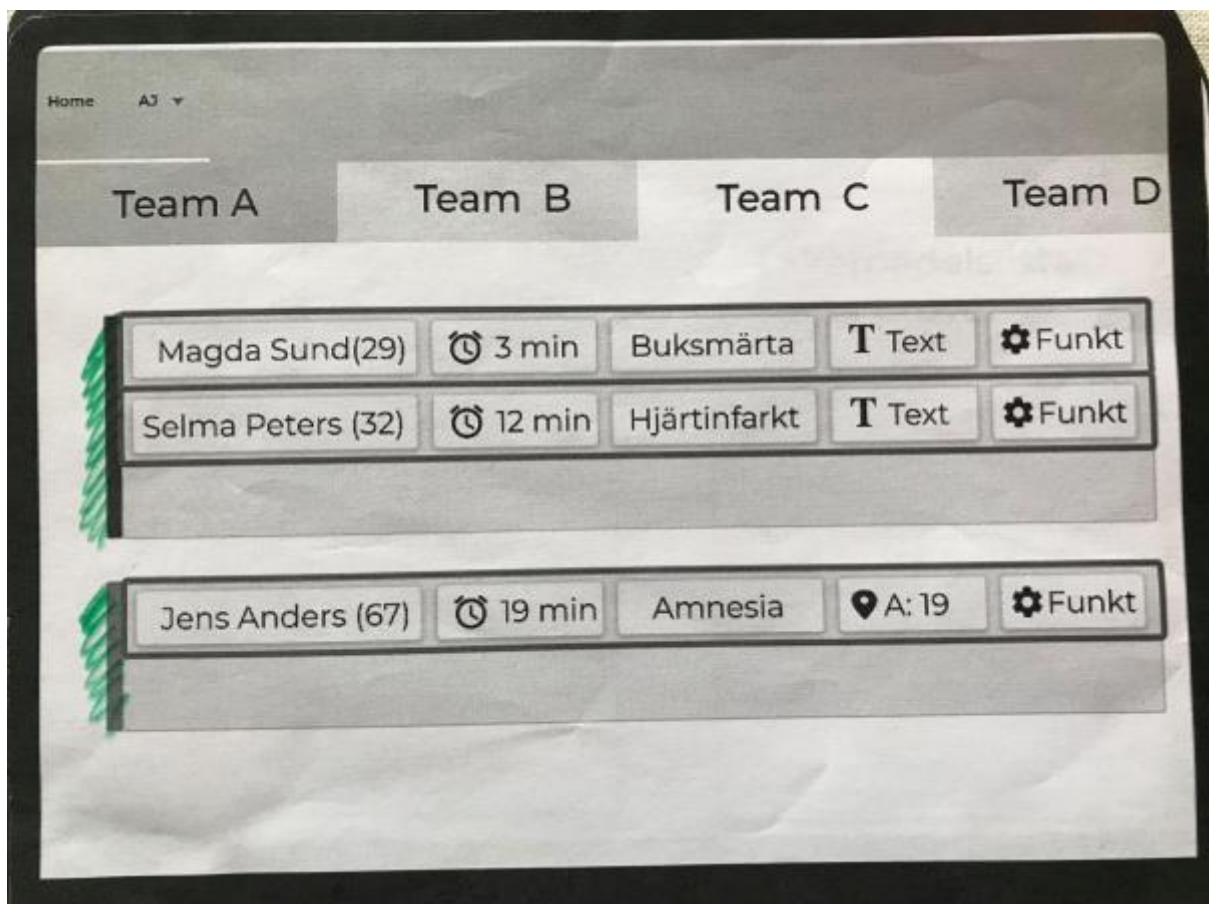 Home AJ
Team A Team B Team C Team D
Magda Sund(29) 3 min Buksmärta T Text Funkt
Selma Peters (32) 12 min Hjärtinfarkt T Text Funkt
Jens Anders (67) 19 min Amnesia A: 19 Funkt